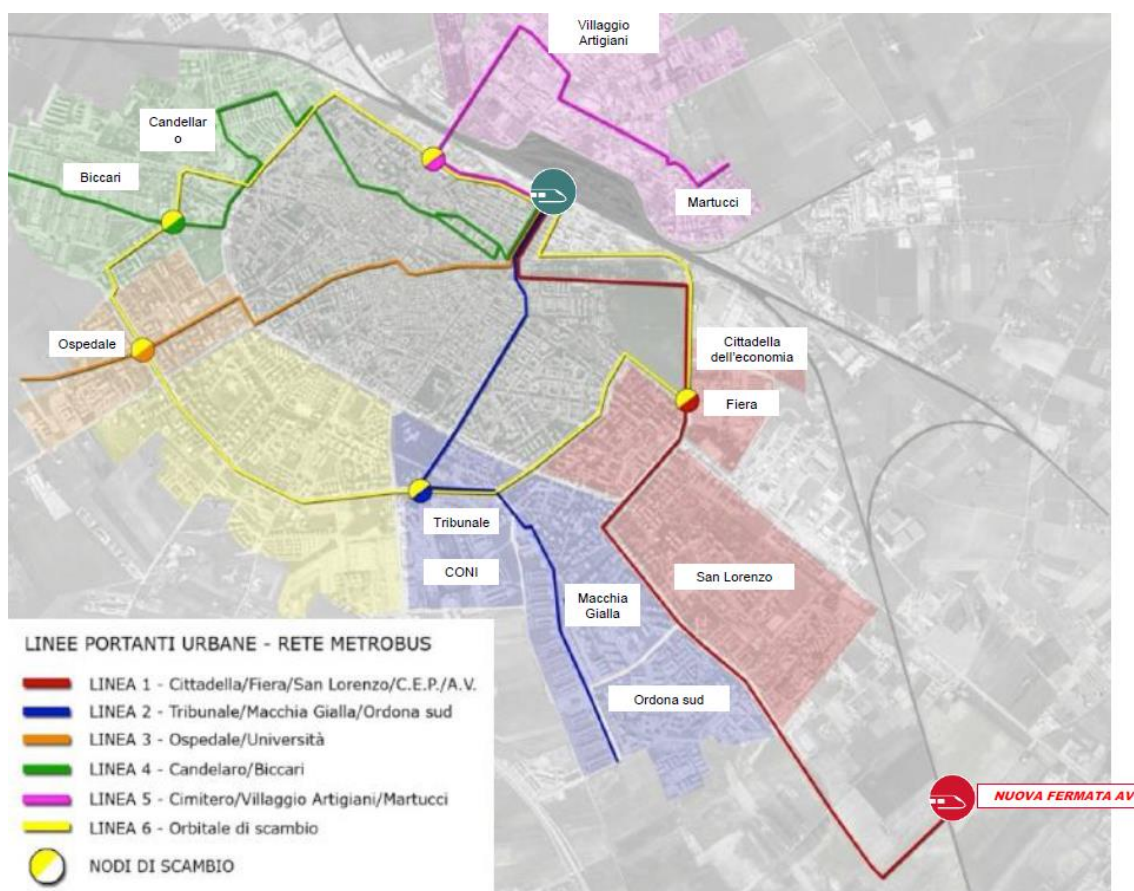 Villaggio
Artigiani
Candellar
o
Biccari
Martucci
Ospedale
Cittadella
dell'economia
Fiera
Tribunale
CONI
San Lorenzo
Macchia
Gialla
Ordona sud
NUOVA FERMATA AV
LINEE PORTANTI URBANE - RETE METROBUS
LINEA 1 - Cittadella/Fiera/San Lorenzo/C.E.P./A.V.
LINEA 2 - Tribunale/Macchia Gialla/Ordona sud
LINEA 3 - Ospedale/Università
LINEA 4 - Candelaro/Biccari
LINEA 5 - Cimitero/Villaggio Artigiani/Martucci
LINEA 6 - Orbitale di scambio
NODI DI SCAMBIO